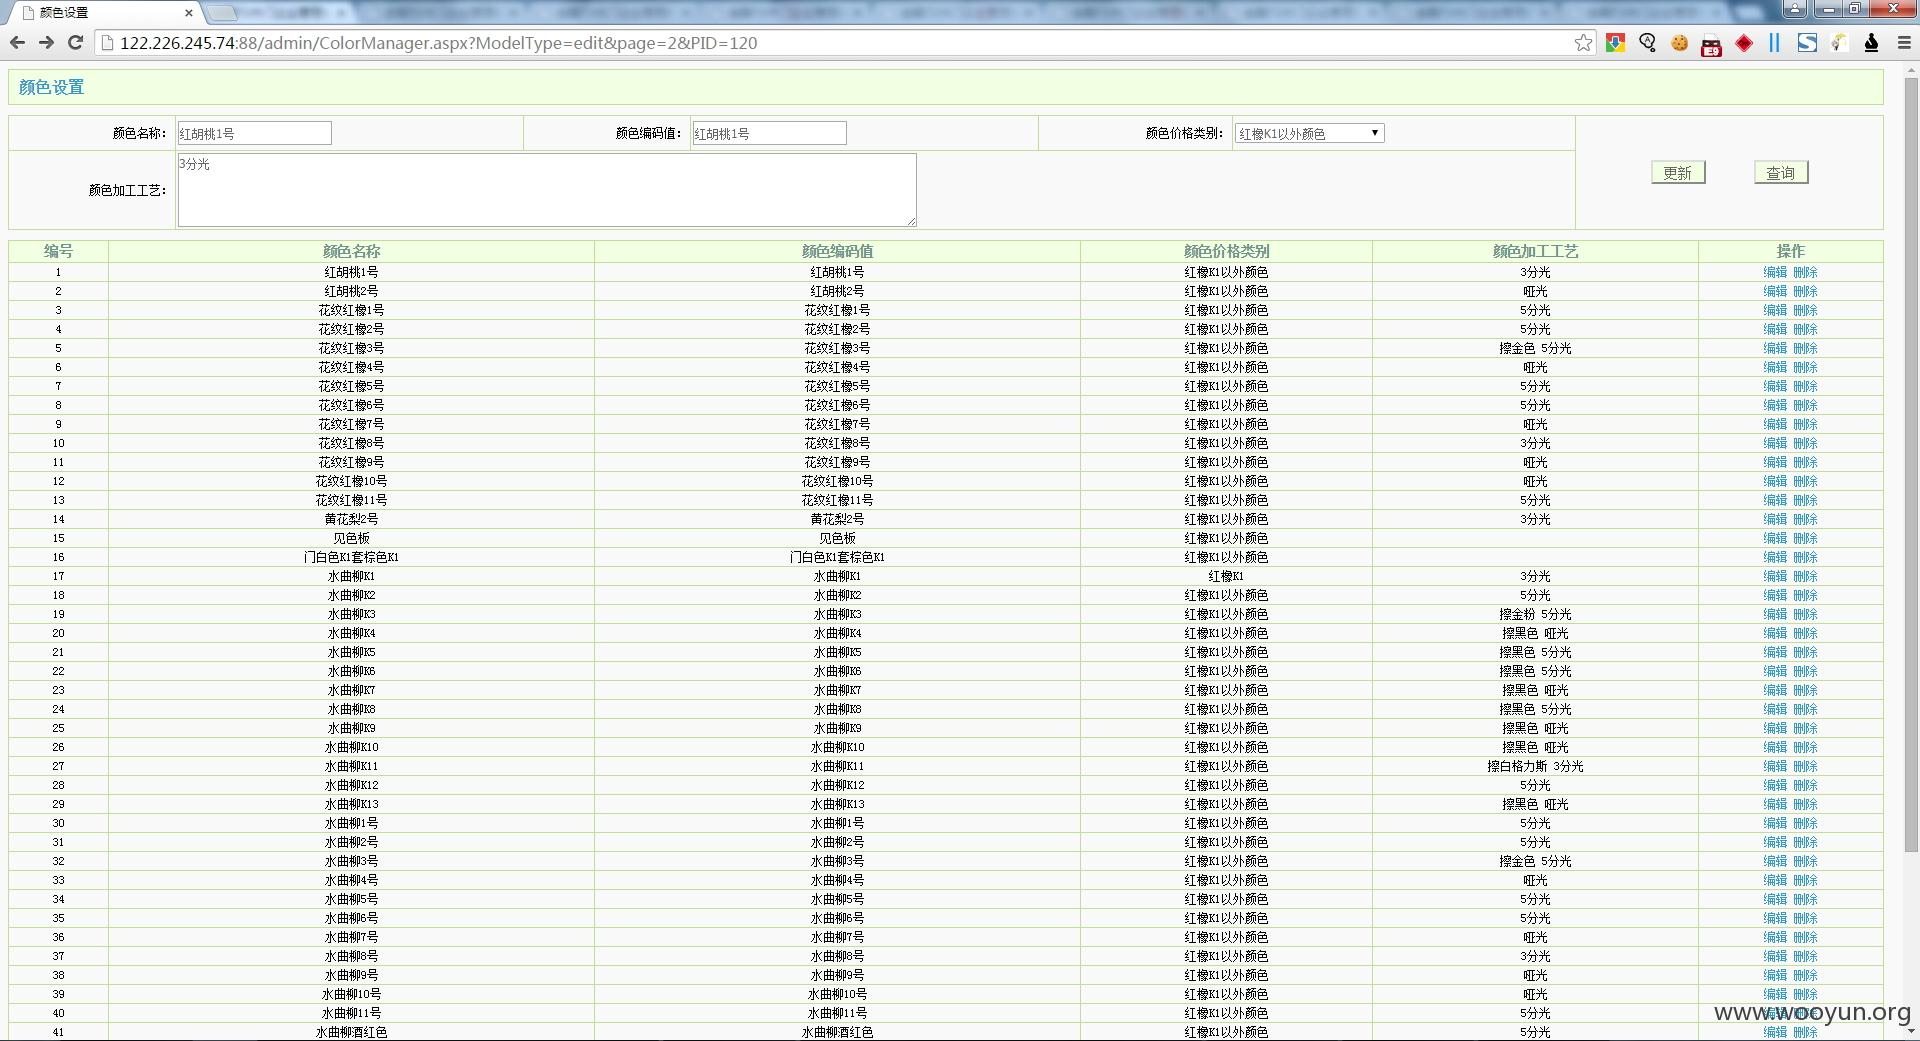 颜色设置
122.226.245.74:88/admin/ColorManager.aspx?ModelType=edit&page=2&PID=120
颜色设置
颜色名称: 红胡桃1号 颜色编码值: 红胡桃1号 颜色价格类别: 红橡K1以外颜色
颜色加工工艺: 3分光 更新 查询
编号 颜色名称 颜色编码值 颜色价格类别 颜色加工工艺 操作
1 红胡桃1号 红胡桃1号 红橡K1以外颜色 3分光 编辑 删除
2 红胡桃2号 红胡桃2号 红橡K1以外颜色 哑光 编辑 删除
3 花纹红橡1号 花纹红橡1号 红橡K1以外颜色 5分光 编辑 删除
4 花纹红橡2号 花纹红橡2号 红橡K1以外颜色 5分光 编辑 删除
5 花纹红橡3号 花纹红橡3号 红橡K1以外颜色 擦金色 5分光 编辑 删除
6 花纹红橡4号 花纹红橡4号 红橡K1以外颜色 哑光 编辑 删除
7 花纹红橡5号 花纹红橡5号 红橡K1以外颜色 5分光 编辑 删除
8 花纹红橡6号 花纹红橡6号 红橡K1以外颜色 5分光 编辑 删除
9 花纹红橡7号 花纹红橡7号 红橡K1以外颜色 哑光 编辑 删除
10 花纹红橡8号 花纹红橡8号 红橡K1以外颜色 3分光 编辑 删除
11 花纹红橡9号 花纹红橡9号 红橡K1以外颜色 哑光 编辑 删除
12 花纹红橡10号 花纹红橡10号 红橡K1以外颜色 哑光 编辑 删除
13 花纹红橡11号 花纹红橡11号 红橡K1以外颜色 5分光 编辑 删除
14 黄花梨2号 黄花梨2号 红橡K1以外颜色 3分光 编辑 删除
15 见色板 见色板 红橡K1以外颜色 编辑 删除
16 门白色K1套棕色K1 门白色K1套棕色K1 红橡K1以外颜色 编辑 删除
17 水曲柳K1 水曲柳K1 红橡K1 3分光 编辑 删除
18 水曲柳K2 水曲柳K2 红橡K1以外颜色 5分光 编辑 删除
19 水曲柳K3 水曲柳K3 红橡K1以外颜色 擦金粉 5分光 编辑 删除
20 水曲柳K4 水曲柳K4 红橡K1以外颜色 擦黑色 哑光 编辑 删除
21 水曲柳K5 水曲柳K5 红橡K1以外颜色 擦黑色 5分光 编辑 删除
22 水曲柳K6 水曲柳K6 红橡K1以外颜色 擦黑色 5分光 编辑 删除
23 水曲柳K7 水曲柳K7 红橡K1以外颜色 擦黑色 哑光 编辑 删除
24 水曲柳K8 水曲柳K8 红橡K1以外颜色 擦黑色 5分光 编辑 删除
25 水曲柳K9 水曲柳K9 红橡K1以外颜色 擦黑色 哑光 编辑 删除
26 水曲柳K10 水曲柳K10 红橡K1以外颜色 擦黑色 哑光 编辑 删除
27 水曲柳K11 水曲柳K11 红橡K1以外颜色 擦白格力斯 3分光 编辑 删除
28 水曲柳K12 水曲柳K12 红橡K1以外颜色 5分光 编辑 删除
29 水曲柳K13 水曲柳K13 红橡K1以外颜色 擦黑色 哑光 编辑 删除
30 水曲柳1号 水曲柳1号 红橡K1以外颜色 5分光 编辑 删除
31 水曲柳2号 水曲柳2号 红橡K1以外颜色 5分光 编辑 删除
32 水曲柳3号 水曲柳3号 红橡K1以外颜色 擦金色 5分光 编辑 删除
33 水曲柳4号 水曲柳4号 红橡K1以外颜色 哑光 编辑 删除
34 水曲柳5号 水曲柳5号 红橡K1以外颜色 5分光 编辑 删除
35 水曲柳6号 水曲柳6号 红橡K1以外颜色 5分光 编辑 删除
36 水曲柳7号 水曲柳7号 红橡K1以外颜色 哑光 编辑 删除
37 水曲柳8号 水曲柳8号 红橡K1以外颜色 3分光 编辑 删除
38 水曲柳9号 水曲柳9号 红橡K1以外颜色 哑光 编辑 删除
39 水曲柳10号 水曲柳10号 红橡K1以外颜色 哑光 编辑 删除
40 水曲柳11号 水曲柳11号 红橡K1以外颜色 5分光 编辑 删除
41 水曲柳酒红色 水曲柳酒红色 红橡K1以外颜色 5分光 编辑 删除
www.wooyun.org